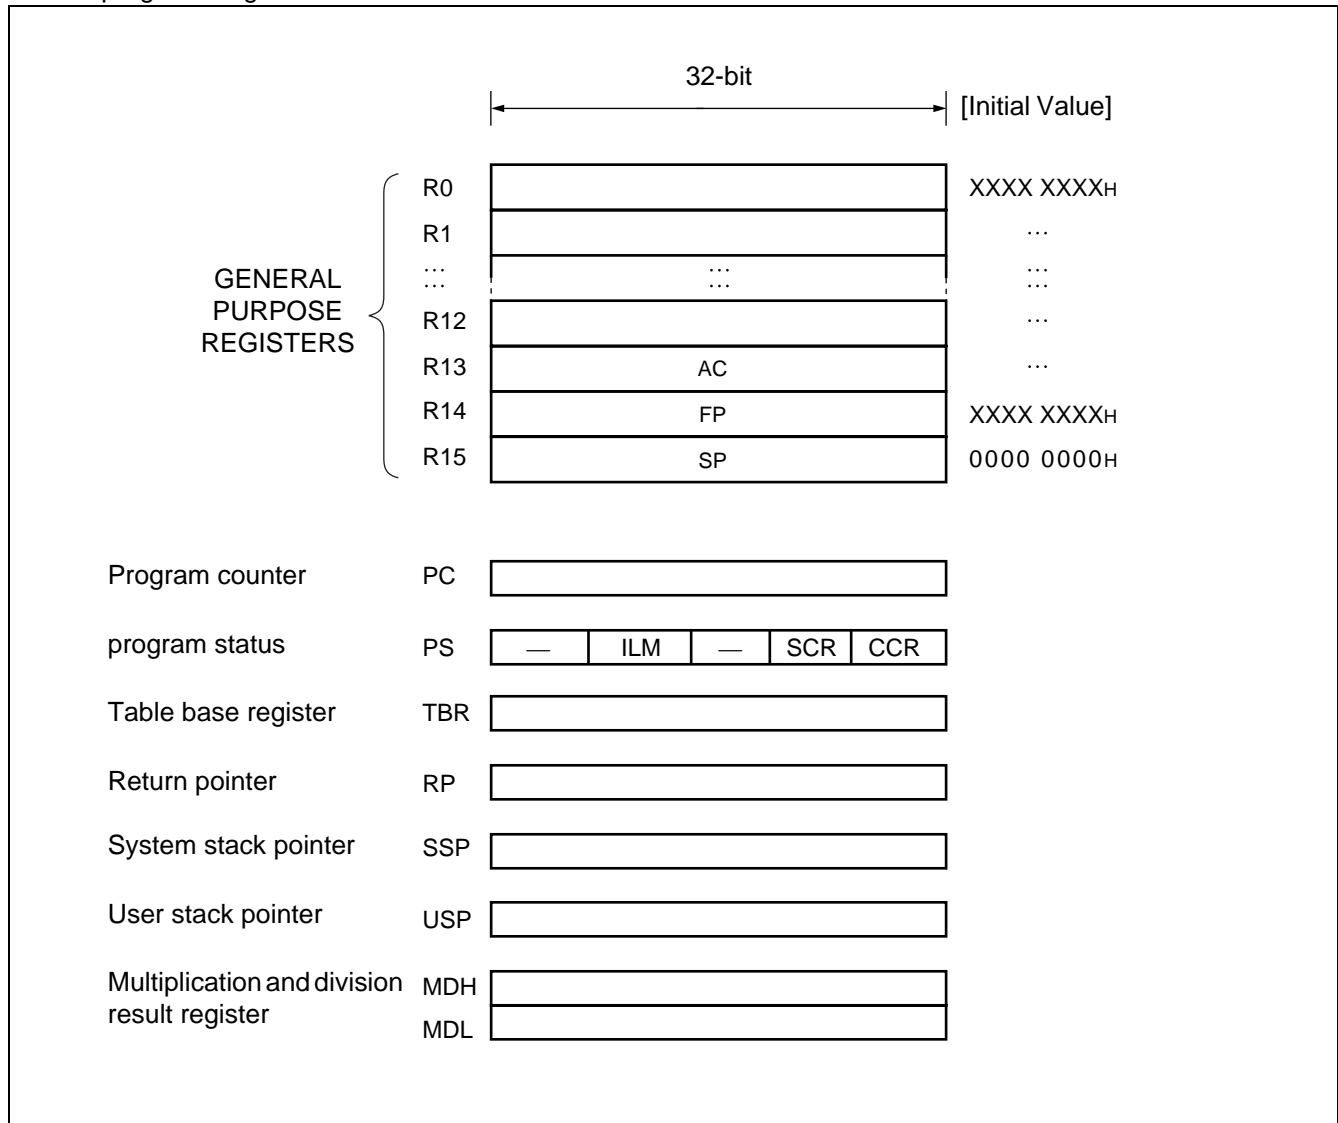 32-bit
[Initial Value]
R0 XXXX XXXXH
R1 ...
GENERAL PURPOSE REGISTERS
... ... ...
... ... ...
R12 ...
R13 AC ...
R14 FP XXXX XXXXH
R15 SP 0000 0000H
Program counter PC
program status PS — ILM — SCR CCR
Table base register TBR
Return pointer RP
System stack pointer SSP
User stack pointer USP
Multiplication and division result register
MDH
MDL